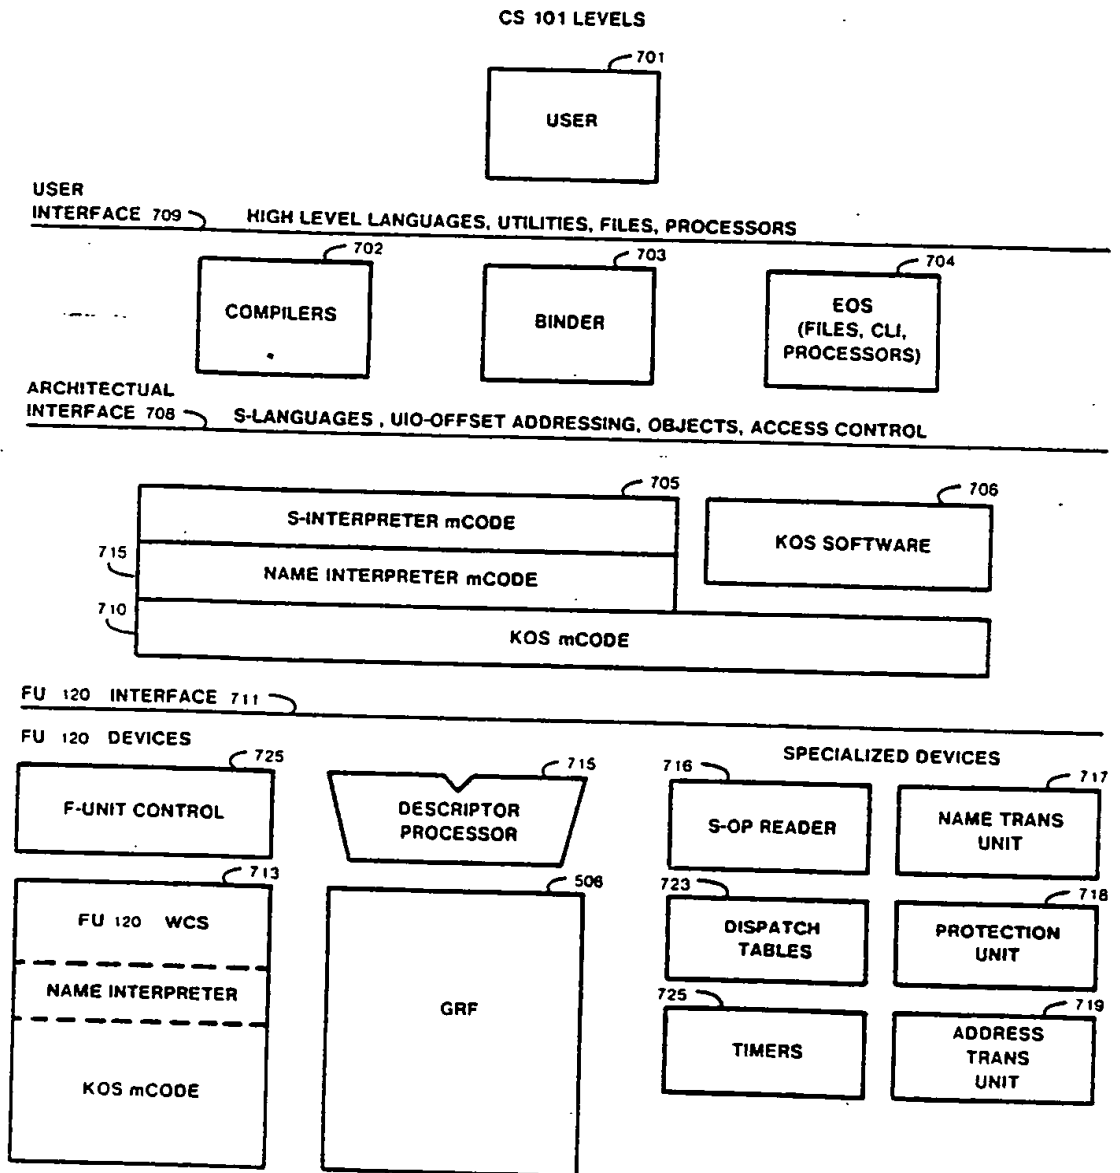 CS 101 LEVELS
701
USER
USER
INTERFACE 709
HIGH LEVEL LANGUAGES, UTILITIES, FILES, PROCESSORS
702
703
704
COMPILERS
BINDER
EOS
(FILES, CLI,
PROCESSORS)
ARCHITECTUAL
INTERFACE 708
S-LANGUAGES , UIO-OFFSET ADDRESSING, OBJECTS, ACCESS CONTROL
705
706
S-INTERPRETER mCODE
KOS SOFTWARE
715
NAME INTERPRETER mCODE
710
KOS mCODE
FU 120 INTERFACE 711
FU 120 DEVICES
SPECIALIZED DEVICES
725
715
716
717
F-UNIT CONTROL
DESCRIPTOR
PROCESSOR
S-OP READER
NAME TRANS
UNIT
713
506
723
718
FU 120 WCS
DISPATCH
TABLES
PROTECTION
UNIT
NAME INTERPRETER
GRF
725
719
TIMERS
ADDRESS
TRANS
UNIT
KOS mCODE